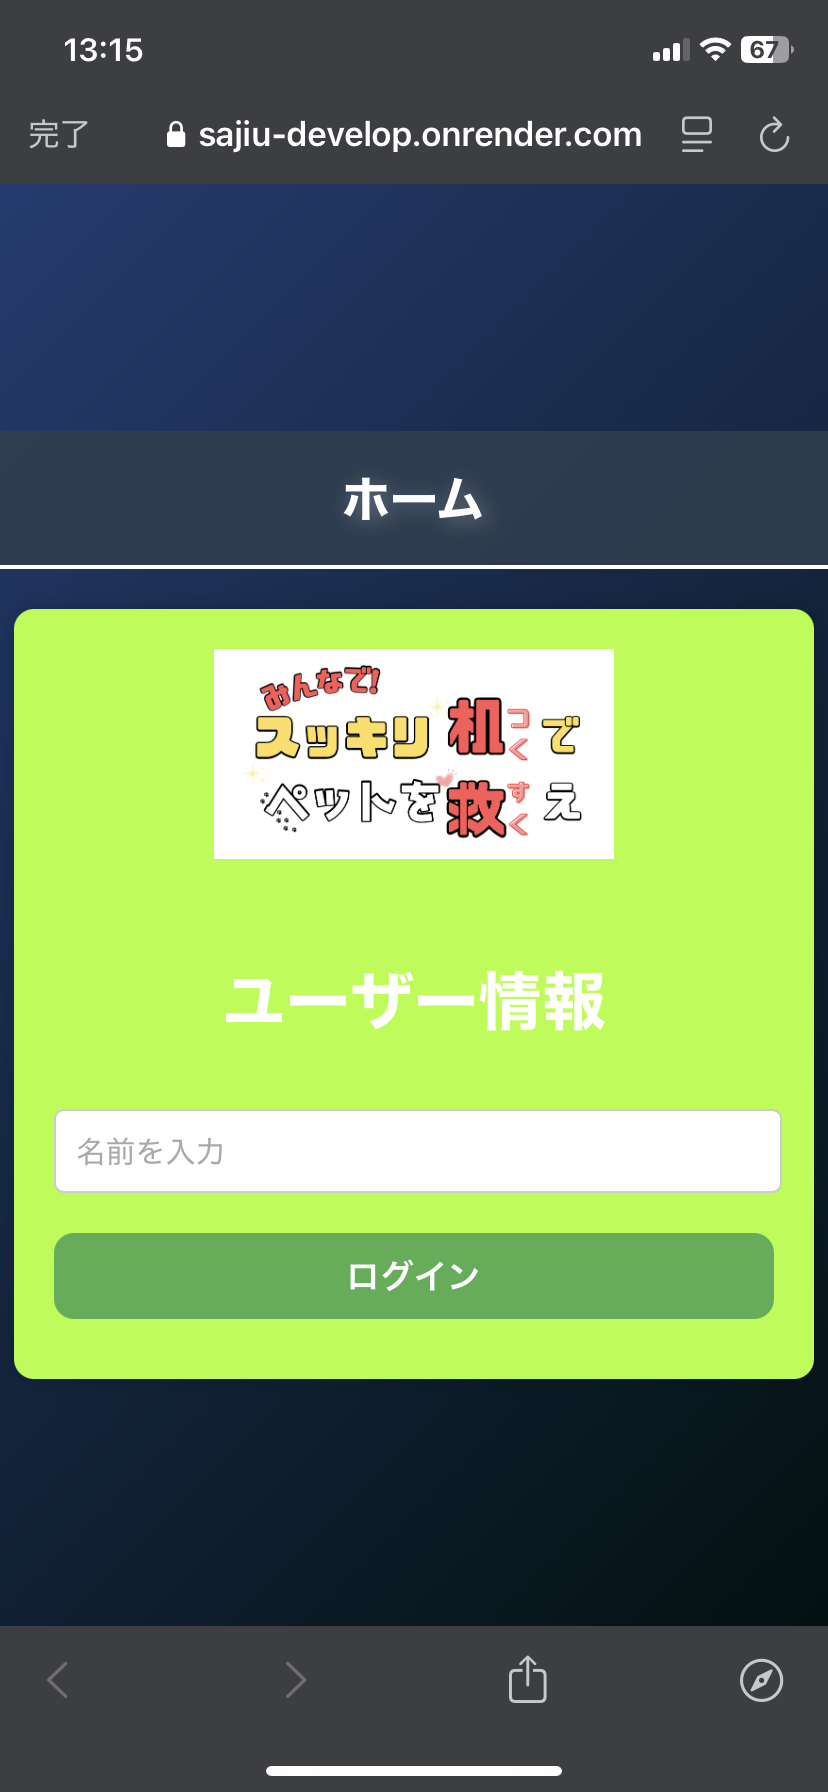 13:15
67
完了
sajiu-develop.onrender.com
ホーム
みんなで!
スッキリ机つくで
ペットを救すくえ
ユーザー情報
名前を入力
ログイン